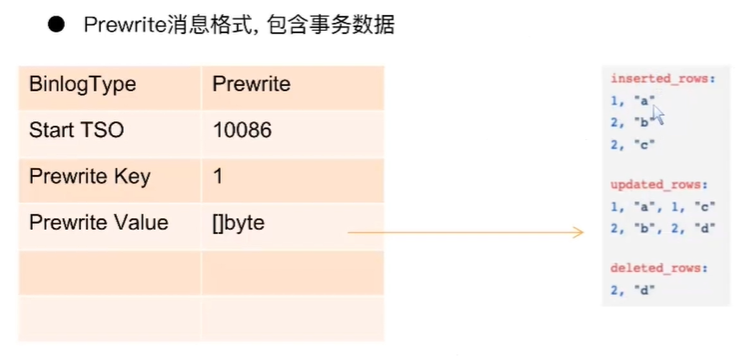 ● Prewrite消息格式, 包含事务数据
BinlogType Prewrite
Start TSO 10086
Prewrite Key 1
Prewrite Value []byte
inserted_rows:
1, "a"
2, "b"
2, "c"
updated_rows:
1, "a", 1, "c"
2, "b", 2, "d"
deleted_rows:
2, "d"